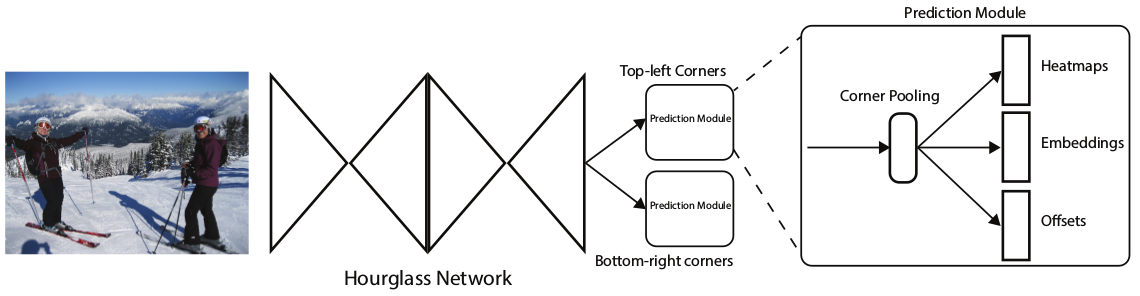 Prediction Module
Top-left Corners
Heatmaps
Corner Pooling
Prediction Module
Embeddings
Prediction Module
Offsets
Bottom-right corners
Hourglass Network